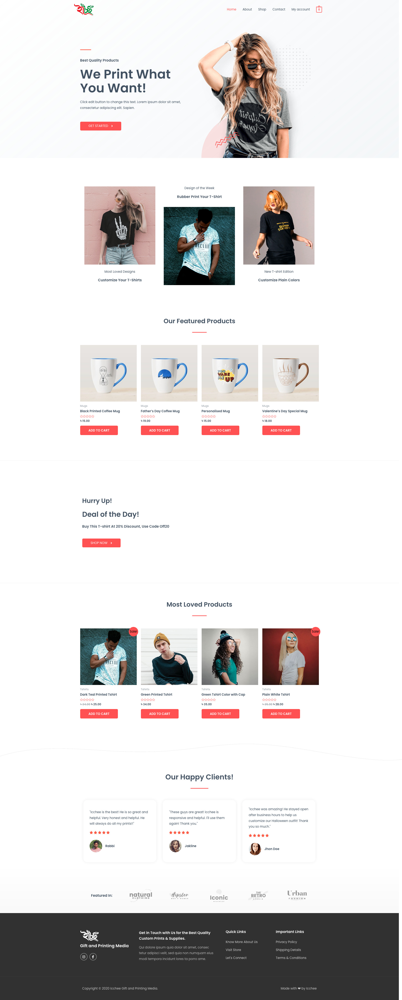 ইচ্ছে
Home About Shop Contact My account 0
Best Quality Products
We Print What
You Want!
Click edit button to change this text. Lorem ipsum dolor sit amet,
consectetur adipiscing elit. Sapien.
GET STARTED
Design of the Week
Rubber Print Your T-Shirt
QUENTIN
TARANTINO
MXCVIII
Most Loved Designs
Customize Your T-Shirts
New T-shirt Edition
Customize Plain Colors
Our Featured Products
YOU
WAKE
ME UP
GOOD
MORNING
Mugs
Black Printed Coffee Mug
৳ 15.00
ADD TO CART
Mugs
Father’s Day Coffee Mug
৳ 19.00
ADD TO CART
Mugs
Personalised Mug
৳ 15.00
ADD TO CART
Mugs
Valentine’s Day Special Mug
৳ 18.00
ADD TO CART
Hurry Up!
Deal of the Day!
Buy This T-shirt At 20% Discount, Use Code Off20
SHOP NOW
Most Loved Products
Sale!
MXCVIII
Tshirts
Dark Teal Printed Tshirt
৳ 34.00 ৳ 25.00
ADD TO CART
Tshirts
Green Printed Tshirt
৳ 34.00
ADD TO CART
Tshirts
Green Tshirt Color with Cap
৳ 35.00
ADD TO CART
Sale!
Tshirts
Plain White Tshirt
৳ 35.00 ৳ 28.00
ADD TO CART
Our Happy Clients!
"Icchee is the best! He is so great and
helpful. Very honest and helpful. He
will always do all my prints!!"
Rabbi
"These guys are great! Icchee is
responsive and helpful. I'll use them
again! Thank you."
Jakline
"Icchee was amazing! He stayed open
after business hours to help us
customize our Halloween outfit! Thank
you so much."
Jhon Doe
Featured In:
natural
CLOTHING
Hipster
MEN & WOMEN
Iconic
THE
RETRO
STUDIO
Urban
FASHION
ইচ্ছে
Gift and Printing Media
Get in Touch with Us for the Best Quality
Custom Prints & Supplies.
Qui dolore ipsum quia dolor sit amet, consec
tetur adipisci velit, sed quia non numquam eius
modi tempora incidunt lores ta porro ame.
Quick Links
Know More About Us
Visit Store
Let's Connect
Important Links
Privacy Policy
Shipping Details
Terms & Conditions
Copyright © 2020 Icchee Gift and Printing Media.
Made with ❤ by Icchee